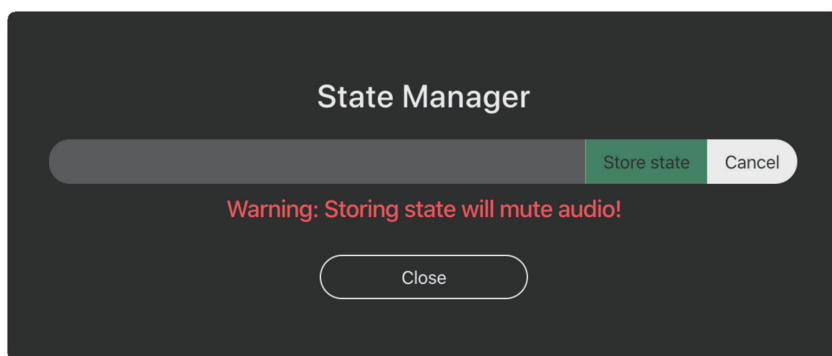 State Manager
Store state Cancel
Warning: Storing state will mute audio!
Close